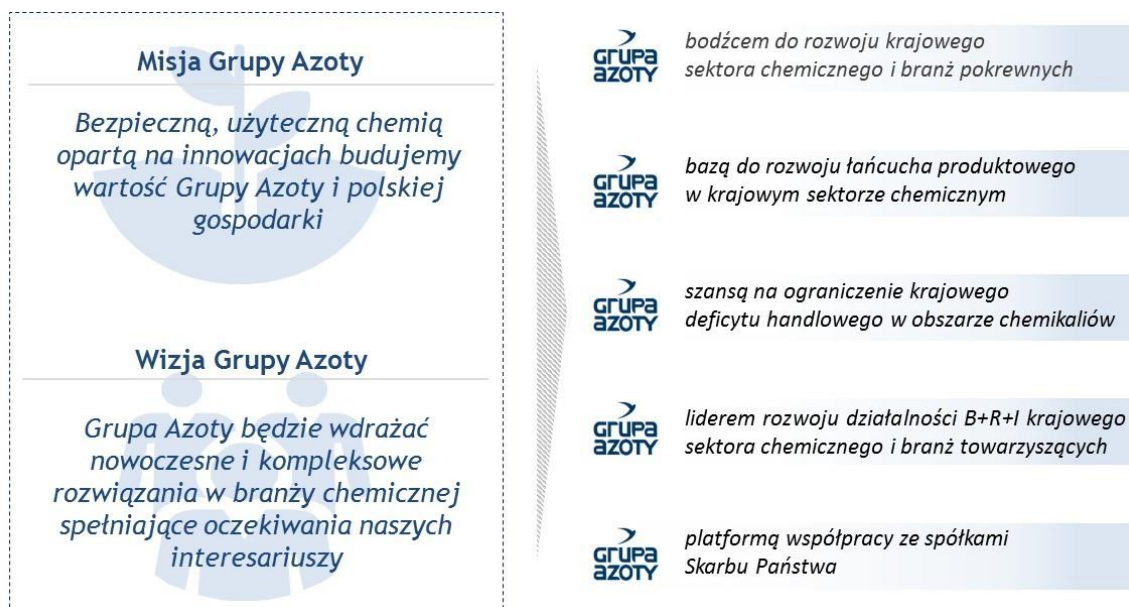 Misja Grupy Azoty
Bezpieczną, użyteczną chemią
opartą na innowacjach budujemy
wartość Grupy Azoty i polskiej
gospodarki
Wizja Grupy Azoty
Grupa Azoty będzie wdrażać
nowoczesne i kompleksowe
rozwiązania w branży chemicznej
spełniające oczekiwania naszych
interesariuszy
GRUPA
AZOTY
bodźcem do rozwoju krajowego
sektora chemicznego i branż pokrewnych
GRUPA
AZOTY
bazą do rozwoju łańcucha produktowego
w krajowym sektorze chemicznym
GRUPA
AZOTY
szansą na ograniczenie krajowego
deficytu handlowego w obszarze chemikaliów
GRUPA
AZOTY
liderem rozwoju działalności B+R+I krajowego
sektora chemicznego i branż towarzyszących
GRUPA
AZOTY
platformą współpracy ze spółkami
Skarbu Państwa